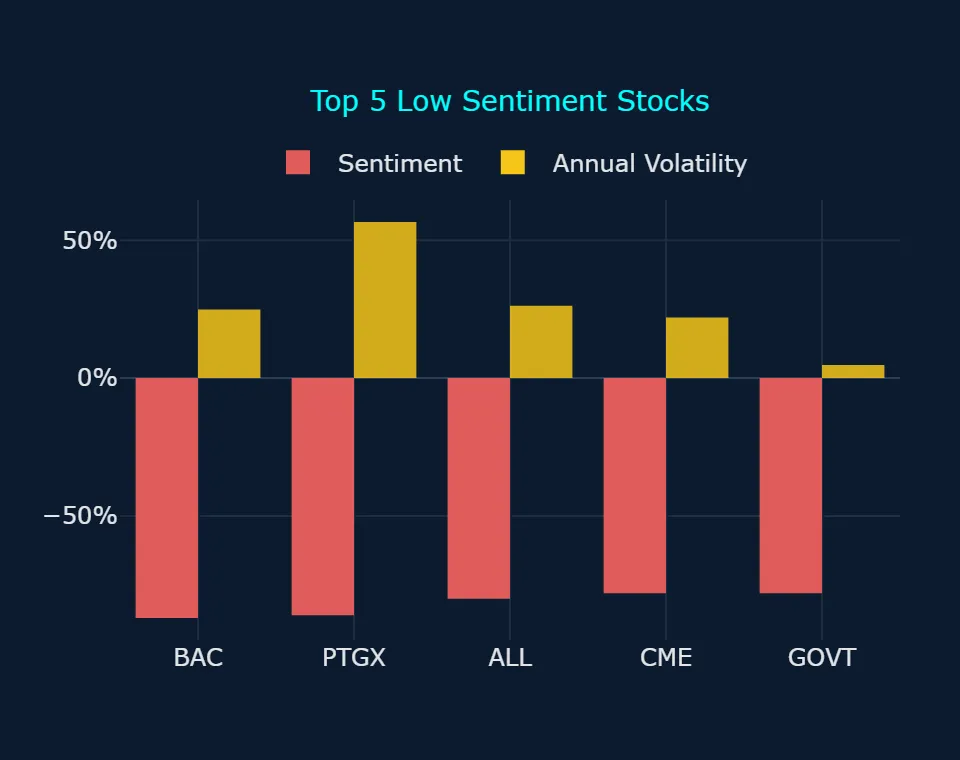 Top 5 Low Sentiment Stocks
Sentiment Annual Volatility
50%
0%
−50%
BAC PTGX ALL CME GOVT